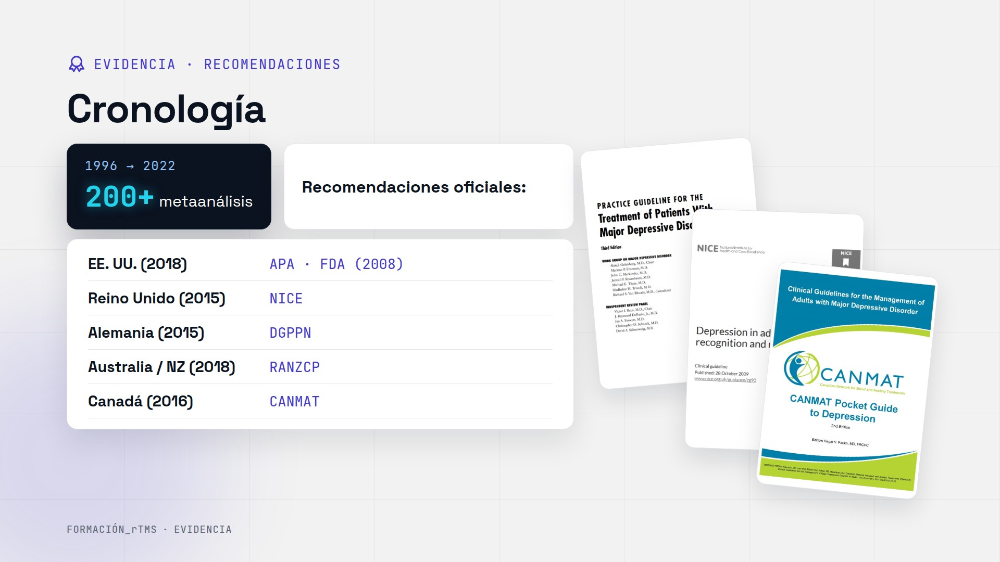 EVIDENCIA · RECOMENDACIONES
Cronología
1996 → 2022
200+ metaanálisis
Recomendaciones oficiales:
EE. UU. (2018) APA · FDA (2008)
Reino Unido (2015) NICE
Alemania (2015) DGPPN
Australia / NZ (2018) RANZCP
Canadá (2016) CANMAT
PRACTICE GUIDELINE FOR THE
Treatment of Patients With
Major Depressive
Third Edition
WORK GROUP ON MAJOR DEPRESSIVE DISORDER
Alan J. Gelenberg, M.D., Chair
Marlene P. Freeman, M.D.
John C. Markowitz, M.D.
Jerrold F. Rosenbaum, M.D.
Michael E. Thase, M.D.
Madhukar H. Trivedi, M.D.
Richard S. Van Rhoads, M.D., Consultant
INDEPENDENT REVIEW PANEL
Victor I. Reus, M.D., Chair
J. Raymond DePaulo, Jr., M.D.
Jan A. Fawcett, M.D.
Christopher D. Schneck, M.D.
David A. Silbersweig, M.D.
NICE National Institute for
Health and Care Excellence
NICE
Depression in
recognition and
Clinical guideline
Published: 28 October 2009
www.nice.org.uk/guidance/cg90
Clinical Guidelines for the Management of
Adults with Major Depressive Disorder
CANMAT
Canadian Network for Mood and Anxiety Treatments
CANMAT Pocket Guide
to Depression
2nd Edition
Editor: Sagar V. Parikh, MD, FRCPC
FORMACIÓN_rTMS · EVIDENCIA